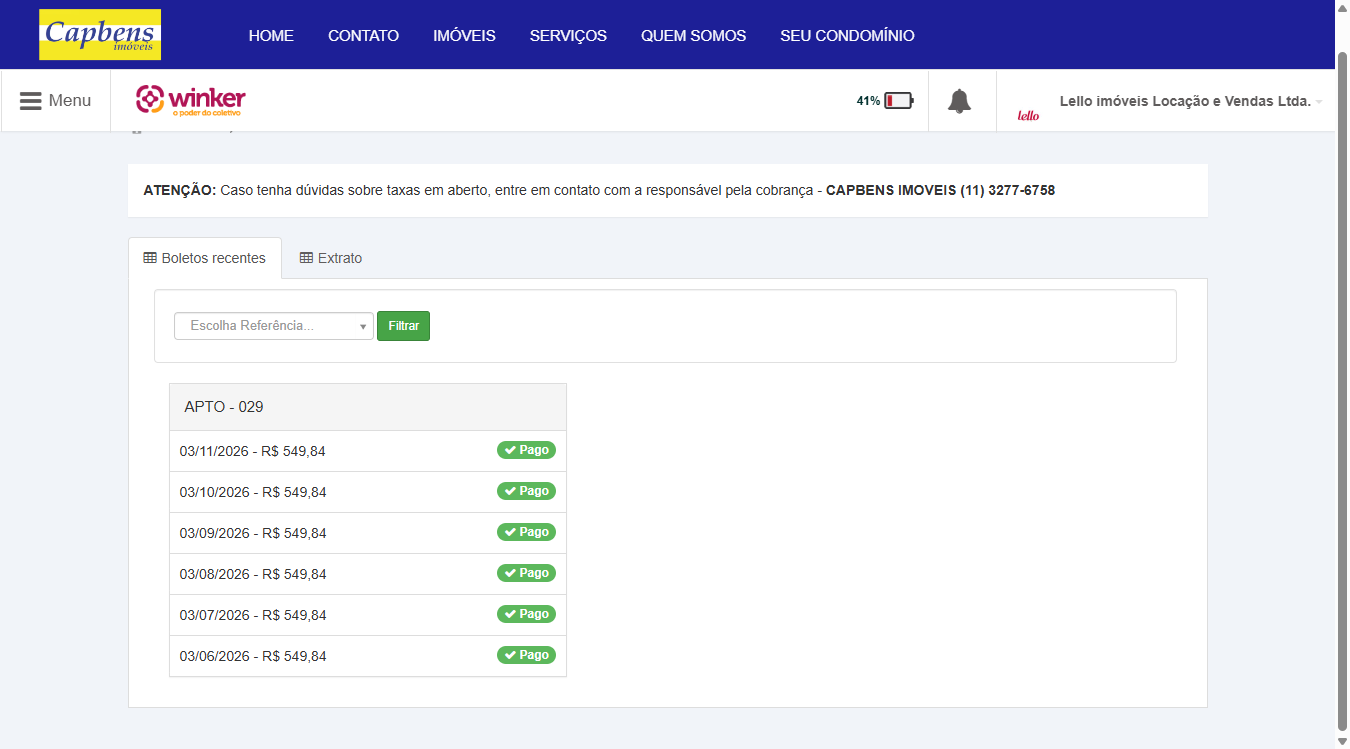 Capbens
imóveis
HOME CONTATO IMÓVEIS SERVIÇOS QUEM SOMOS SEU CONDOMÍNIO
Menu
winker
o poder do coletivo
41%
lello
Lello imóveis Locação e Vendas Ltda.
ATENÇÃO: Caso tenha dúvidas sobre taxas em aberto, entre em contato com a responsável pela cobrança - CAPBENS IMOVEIS (11) 3277-6758
Boletos recentes Extrato
Escolha Referência... Filtrar
APTO - 029
03/11/2026 - R$ 549,84 Pago
03/10/2026 - R$ 549,84 Pago
03/09/2026 - R$ 549,84 Pago
03/08/2026 - R$ 549,84 Pago
03/07/2026 - R$ 549,84 Pago
03/06/2026 - R$ 549,84 Pago